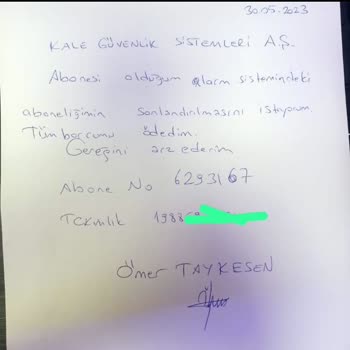 30.05.2023
KALE GÜVENLİK SİSTEMLERİ A.Ş.
Abonesi olduğum alarm sistemindeki
aboneliğimin sonlandırılmasını istiyorum.
Tüm borcumu ödedim.
Gereğini arz ederim
Abone No 6293167
TCKimlik 1988
Ömer TAYKESEN